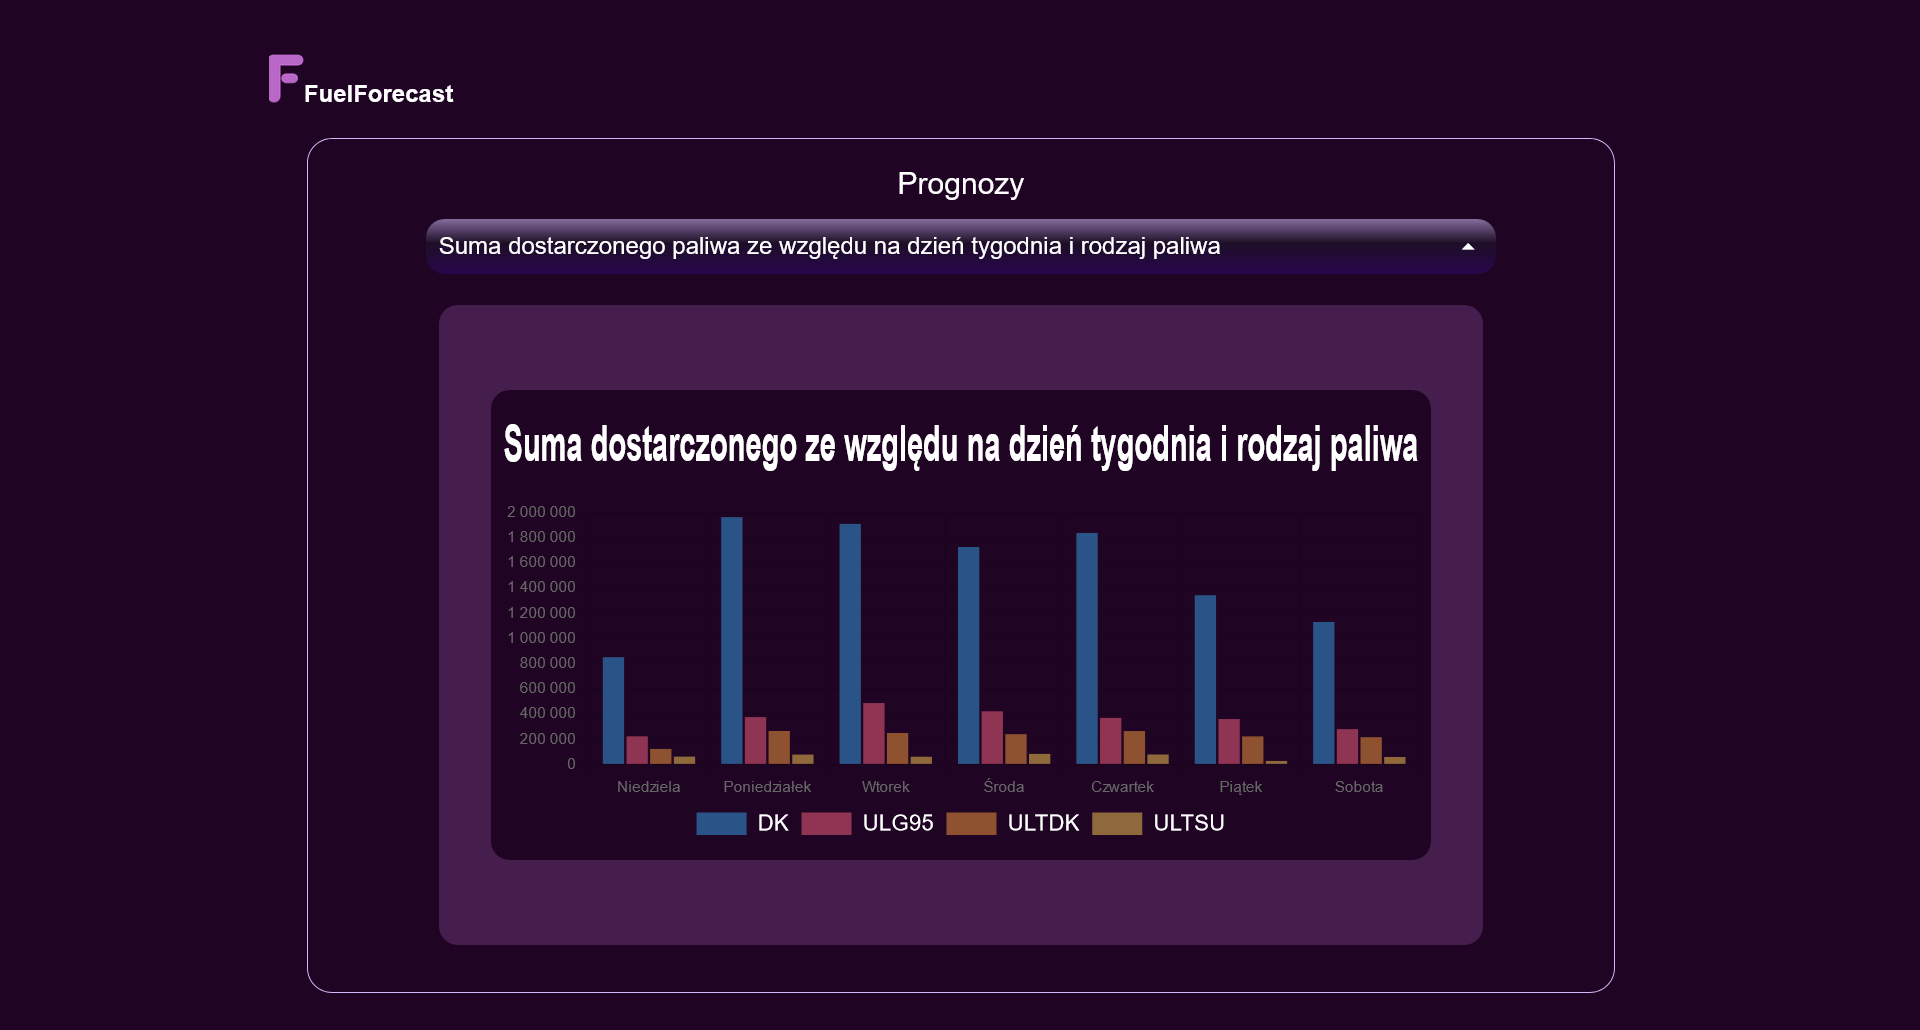 FuelForecast
Prognozy
Suma dostarczonego paliwa ze względu na dzień tygodnia i rodzaj paliwa
Suma dostarczonego ze względu na dzień tygodnia i rodzaj paliwa
2 000 000
1 800 000
1 600 000
1 400 000
1 200 000
1 000 000
800 000
600 000
400 000
200 000
0
Niedziela Poniedziałek Wtorek Środa Czwartek Piątek Sobota
DK ULG95 ULTDK ULTSU